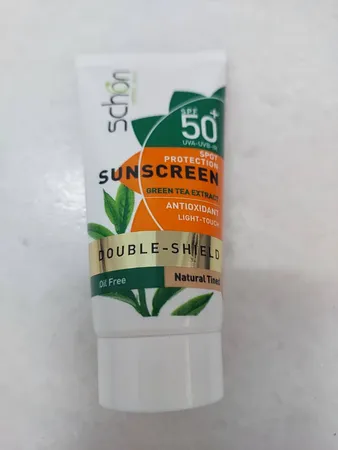 schön
SPF
50+
UVA-UVB-IR
SPOT
PROTECTION
SUNSCREEN
GREEN TEA EXTRACT
ANTIOXIDANT
LIGHT-TOUCH
DOUBLE-SHIELD
Oil Free
Natural Tined